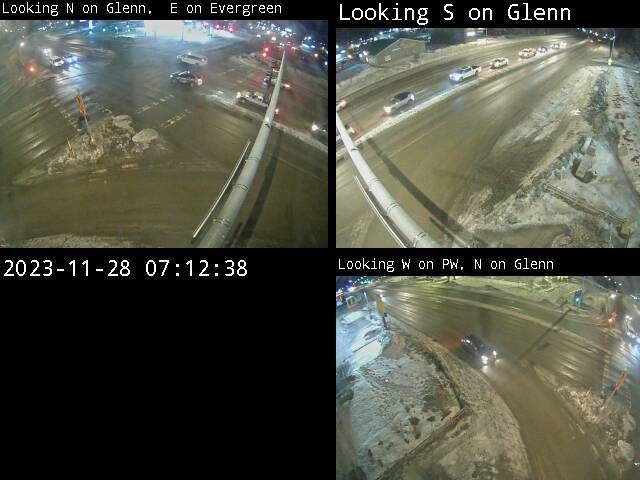 Looking N on Glenn, E on Evergreen
Looking S on Glenn
2023-11-28 07:12:38
Looking W on PW, N on Glenn